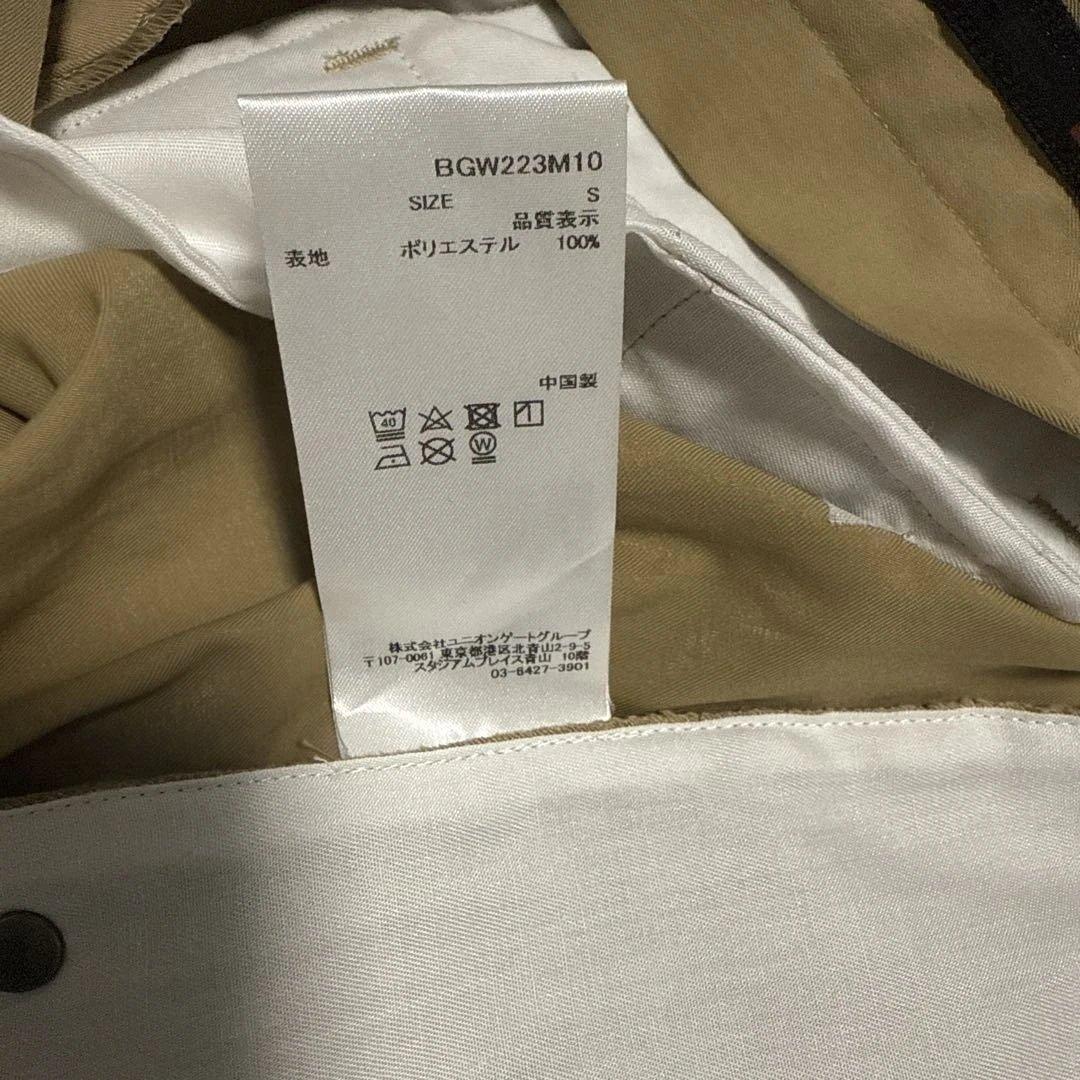 BGW223M10
SIZE S
品質表示
表地 ポリエステル 100%
中国製
40
W
株式会社ユニオンゲートグループ
〒107-0061 東京都港区北青山2-9-5
スタジアムプレイス青山 10階
03-6427-3901